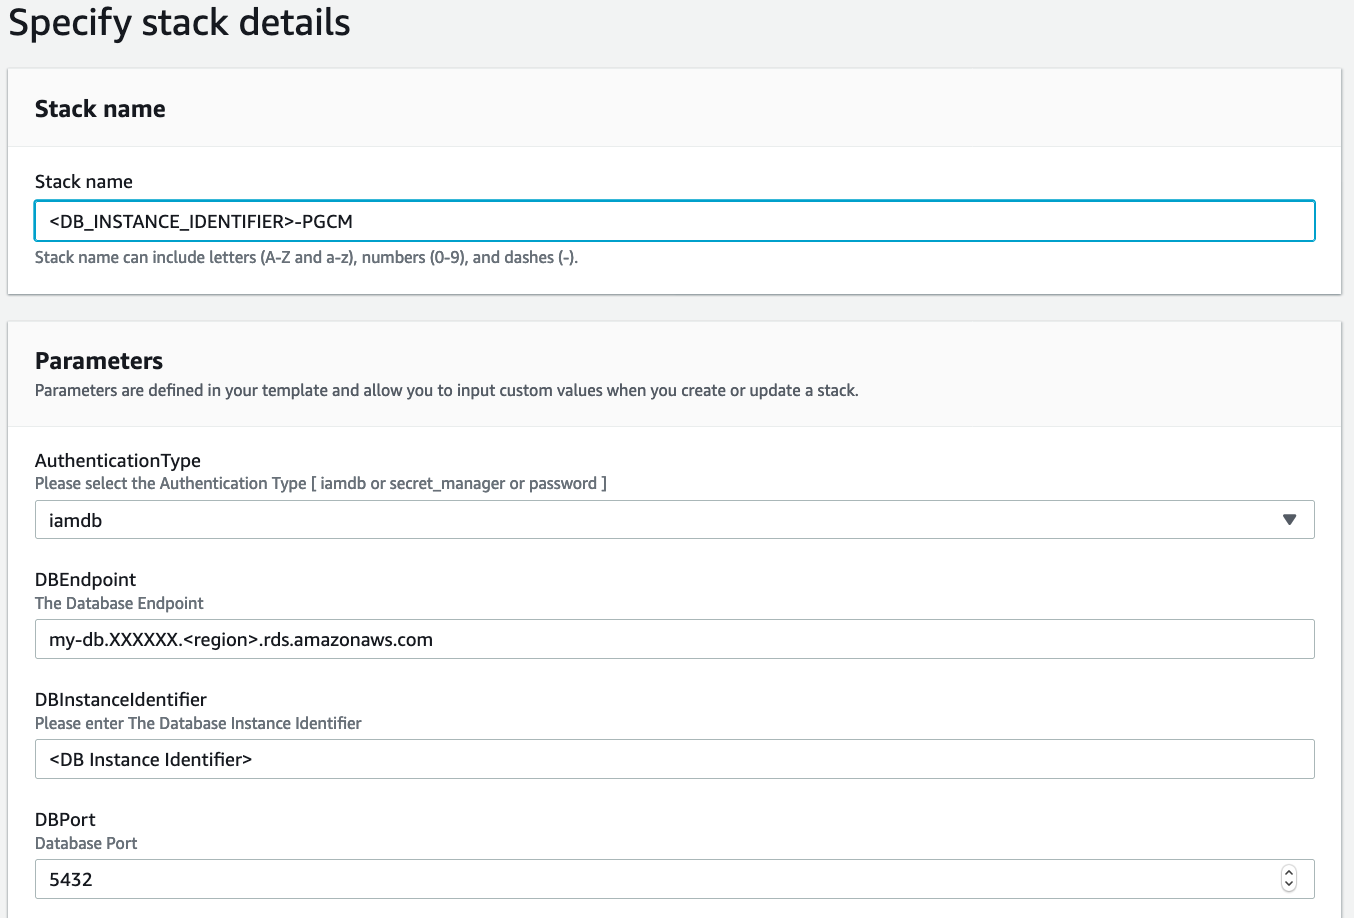 Specify stack details
Stack name
Stack name
<DB_INSTANCE_IDENTIFIER>-PGCM
Stack name can include letters (A-Z and a-z), numbers (0-9), and dashes (-).
Parameters
Parameters are defined in your template and allow you to input custom values when you create or update a stack.
AuthenticationType
Please select the Authentication Type [ iamdb or secret_manager or password ]
iamdb
DBEndpoint
The Database Endpoint
my-db.XXXXXX.<region>.rds.amazonaws.com
DBInstanceIdentifier
Please enter The Database Instance Identifier
<DB Instance Identifier>
DBPort
Database Port
5432